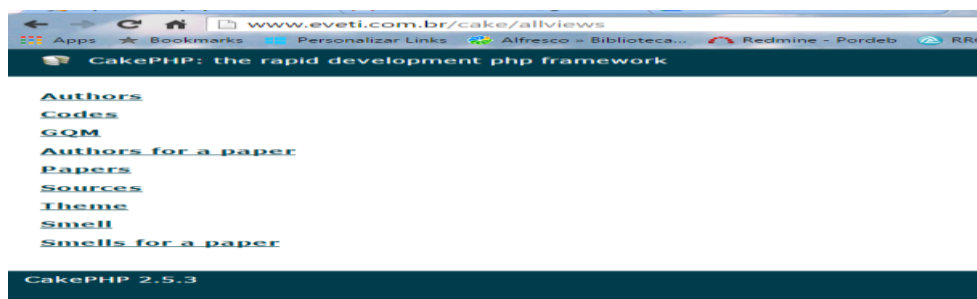 www.eveti.com.br/cake/allviews
Apps Bookmarks Personalizar Links Alfresco » Biblioteca... Redmine - Pordeb RR
CakePHP: the rapid development php framework
Authors
Codes
GQM
Authors for a paper
Papers
Sources
Theme
Smell
Smells for a paper
CakePHP 2.5.3